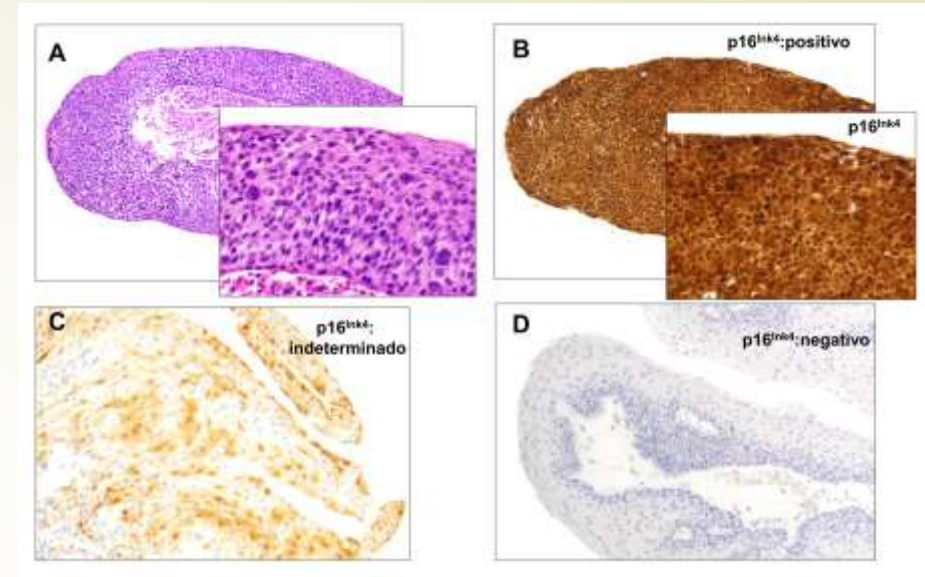 A
B
p16Ink4:positivo
p16Ink4
C
p16Ink4:
indeterminado
D
p16Ink4:negativo